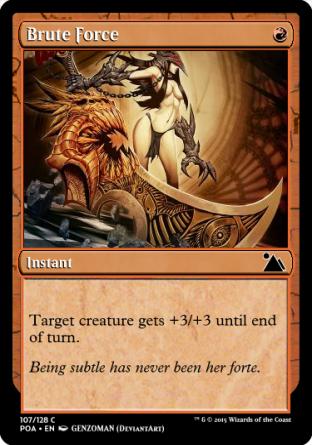 Brute Force
Instant
Target creature gets +3/+3 until end
of turn.
Being subtle has never been her forte.
107/128 C
POA • EN GENZOMAN (DEVIANTART)
™ & © 2015 Wizards of the Coast